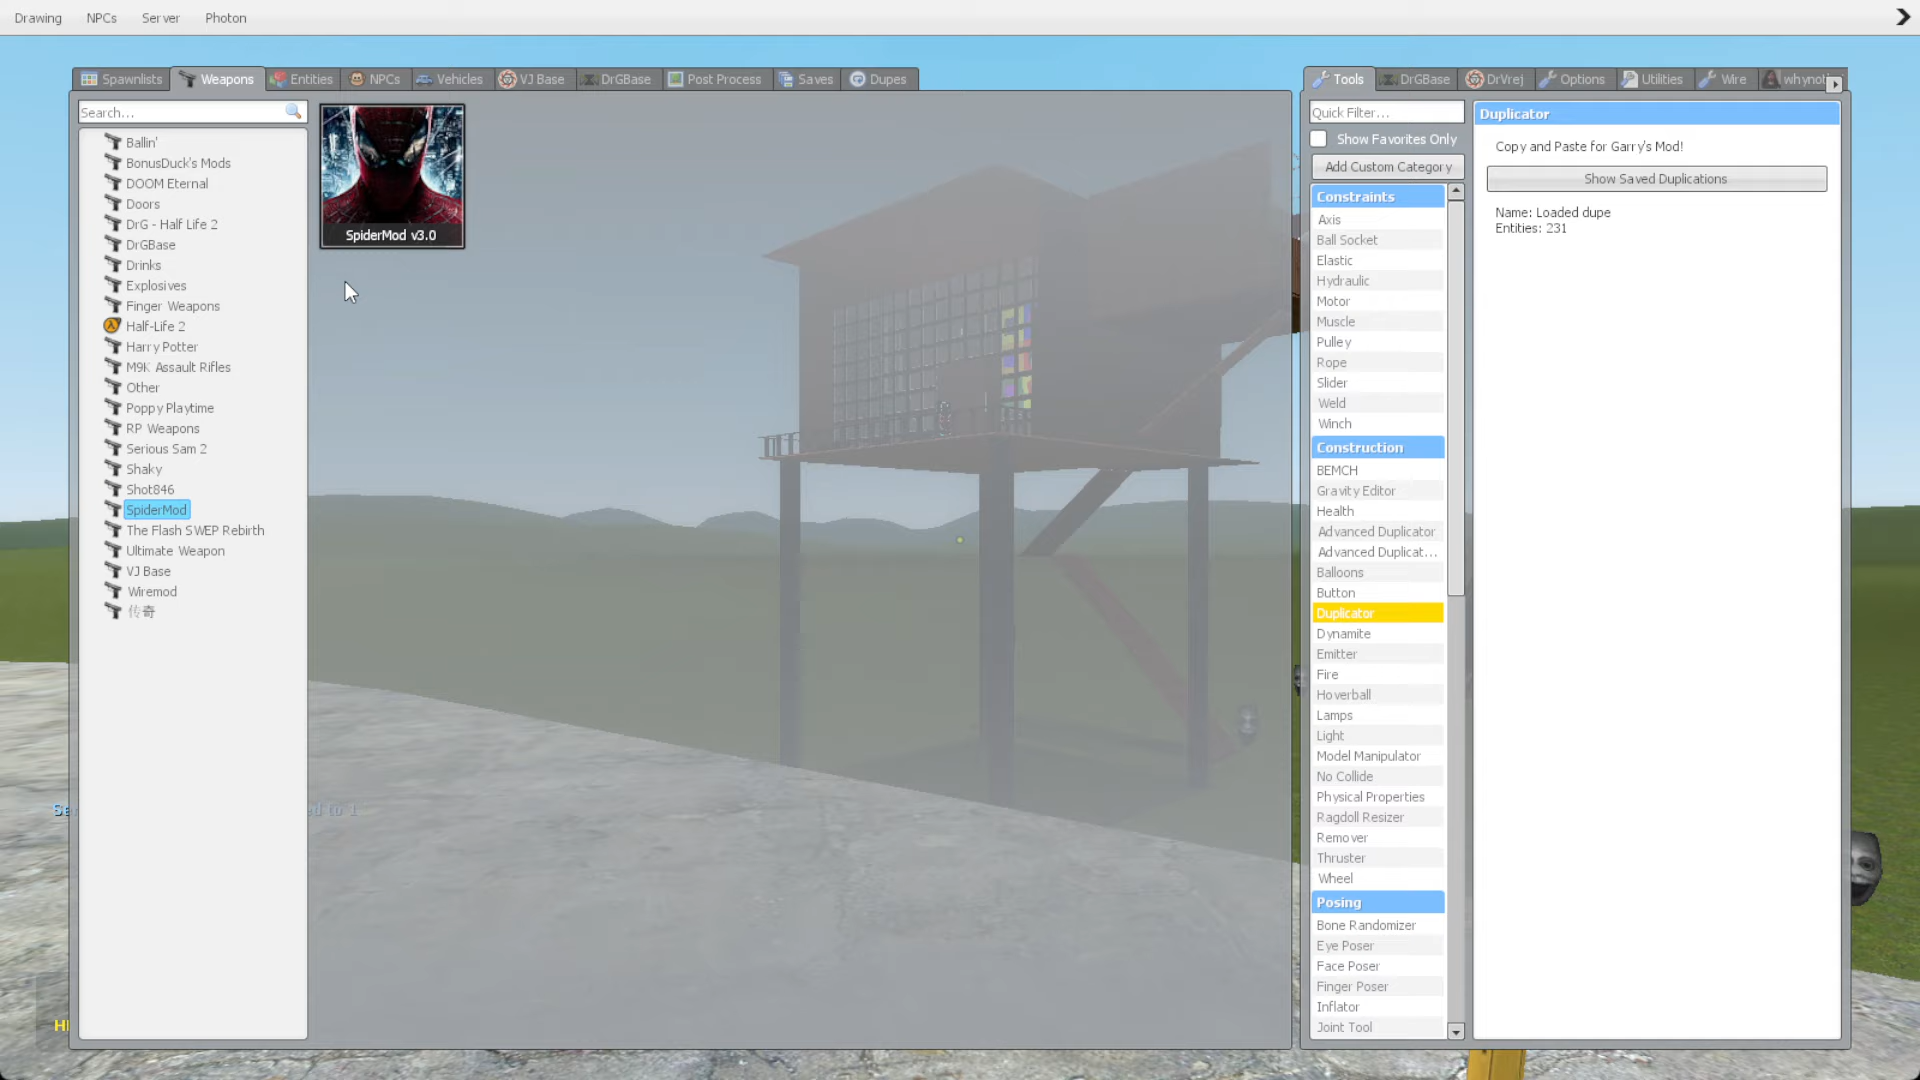 Drawing NPCs Server Photon
Spawnlists Weapons Entities NPCs Vehicles VJ Base DrGBase Post Process Saves Dupes
Search...
Ballin'
BonusDuck's Mods
DOOM Eternal
Doors
DrG - Half Life 2
DrGBase
Drinks
Explosives
Finger Weapons
Half-Life 2
Harry Potter
M9K Assault Rifles
Other
Poppy Playtime
RP Weapons
Serious Sam 2
Shaky
Shot846
SpiderMod
The Flash SWEP Rebirth
Ultimate Weapon
VJ Base
Wiremod
传奇
SpiderMod v3.0
ed to 1
Tools DrGBase DrVrej Options Utilities Wire
Quick Filter...
Show Favorites Only
Add Custom Category
Constraints
Axis
Ball Socket
Elastic
Hydraulic
Motor
Muscle
Pulley
Rope
Slider
Weld
Winch
Construction
BEMCH
Gravity Editor
Health
Advanced Duplicator
Advanced Duplicat...
Balloons
Button
Duplicator
Dynamite
Emitter
Fire
Hoverball
Lamps
Light
Model Manipulator
No Collide
Physical Properties
Ragdoll Resizer
Remover
Thruster
Wheel
Posing
Bone Randomizer
Eye Poser
Face Poser
Finger Poser
Inflator
Joint Tool
Duplicator
Copy and Paste for Garry's Mod!
Show Saved Duplications
Name: Loaded dupe
Entities: 231